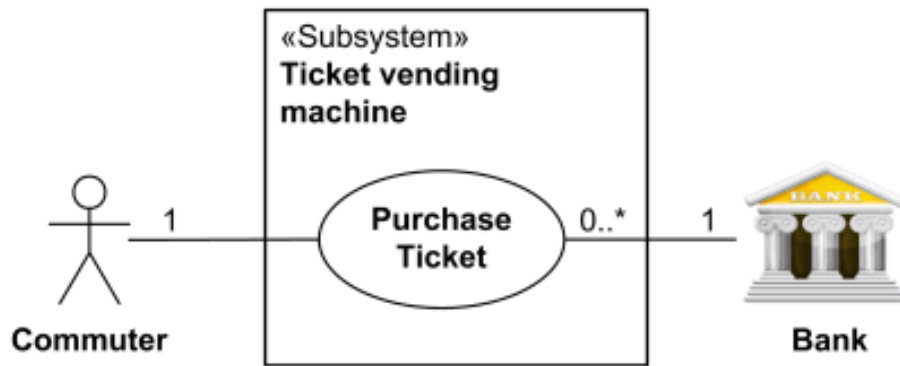 «Subsystem»
Ticket vending
machine
1
Purchase
Ticket
0..*
1
BANK
Commuter
Bank